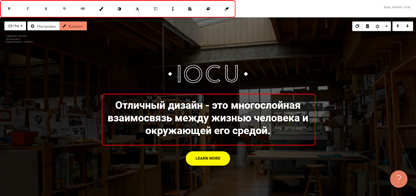 IOCU
Отличный дизайн - это многослойная
взаимосвязь между жизнью человека и
окружающей его средой.
LEARN MORE
?